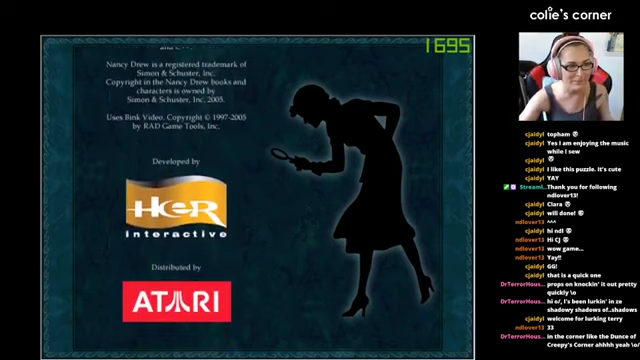 colie's corner
1695
and C++.
Nancy Drew is a registered trademark of
Simon & Schuster, Inc.
Copyright in the Nancy Drew books and
characters is owned by
Simon & Schuster, Inc. 2005.
Uses Bink Video. Copyright © 1997-2005
by RAD Game Tools, Inc.
Developed by
HER
interactive
Distributed by
ATARI
cjaidyl topham
cjaidyl Yes I am enjoying the music
while I sew
cjaidyl
cjaidyl I like this puzzle. It's cute
cjaidyl YAY
Streaml... Thank you for following
ndlover13!
cjaidyl Clara
cjaidyl will done!
ndlover13 ^^^
cjaidyl hi ndl
ndlover13 Hi CJ
ndlover13 wow game...
ndlover13 Yay!!
cjaidyl GG!
cjaidyl that is a quick one
DrTerrorHous... props on knockin' it out pretty
quickly \o
DrTerrorHous... hi o/, I's been lurkin' in ze
shadowy shadows of..shadows
cjaidyl welcome for lurking terry
ndlover13 33
DrTerrorHous... in the corner like the Dunce of
Creepy's Corner ahhhh yeah \o/